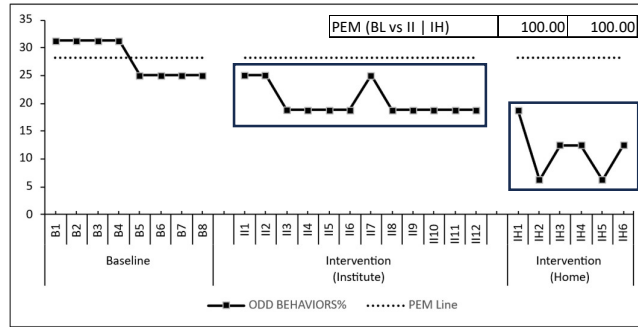 PEM (BL vs II | IH) 100.00 100.00
35
30
25
20
15
10
5
0
B1 B2 B3 B4 B5 B6 B7 B8 II1 II2 II3 II4 II5 II6 II7 II8 II9 II10 II11 II12 IH1 IH2 IH3 IH4 IH5 IH6
Baseline Intervention Intervention
(Institute) (Home)
ODD BEHAVIORS% PEM Line